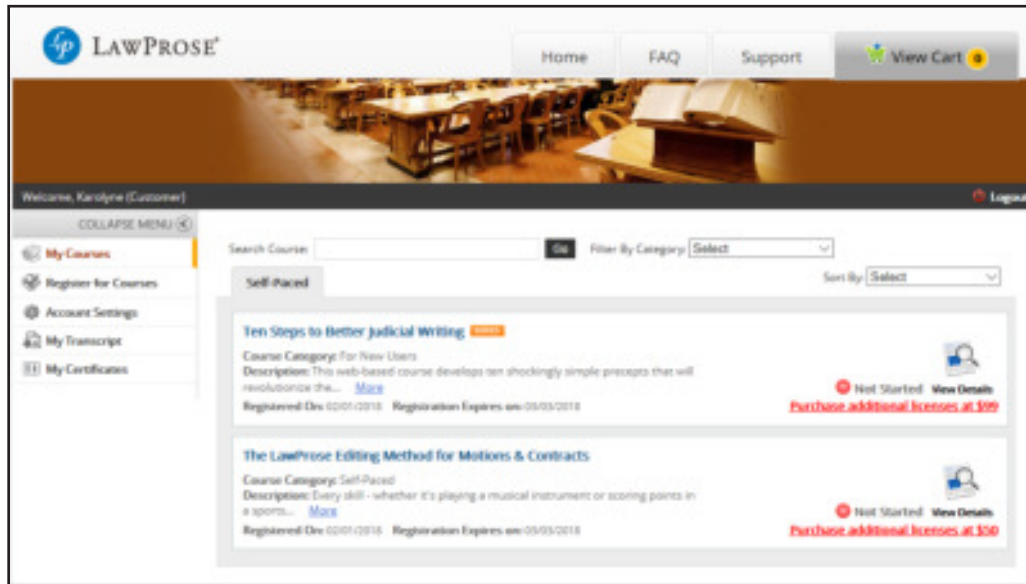 LAWPROSE®
Home FAQ Support View Cart 0
Welcome, Karolyne (Customer) Logout
COLLAPSE MENU
My Courses
Register for Courses
Account Settings
My Transcript
My Certificates
Search Course: Go Filter By Category: Select
Self-Paced Sort By: Select
Ten Steps to Better Judicial Writing
Course Category: For New Users
Description: This web-based course develops ten shockingly simple precepts that will
revolutionize the... More
Not Started View Details
Registered On: 02/01/2018 Registration Expires on: 03/03/2018
Purchase additional licenses at $99
The LawProse Editing Method for Motions & Contracts
Course Category: Self-Paced
Description: Every skill - whether it's playing a musical instrument or scoring points in
a sports... More
Not Started View Details
Registered On: 02/01/2018 Registration Expires on: 03/03/2018
Purchase additional licenses at $50